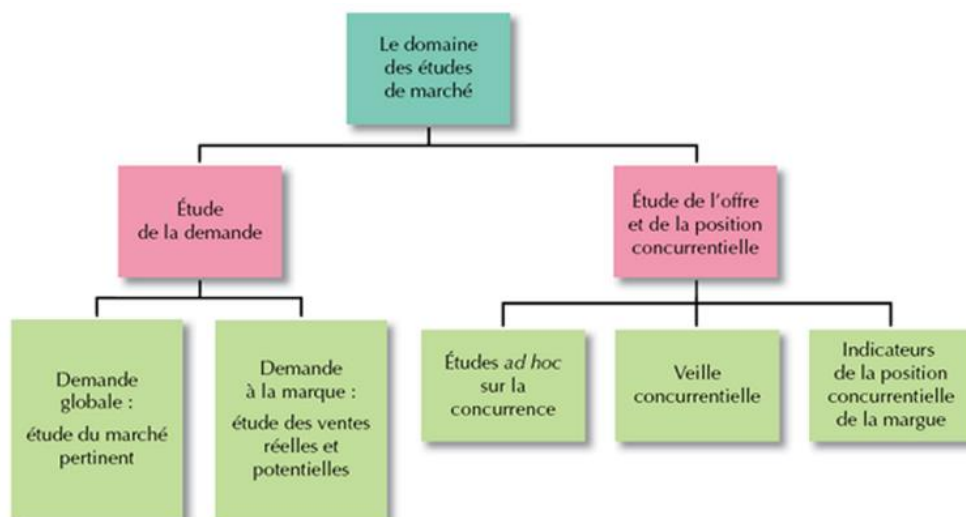 Le domaine
des études
de marché
Étude
de la demande
Étude de l'offre
et de la position
concurrentielle
Demande
globale :
étude du marché
pertinent
Demande
à la marque :
étude des ventes
réelles et
potentielles
Études ad hoc
sur la
concurrence
Veille
concurrentielle
Indicateurs
de la position
concurrentielle
de la margue